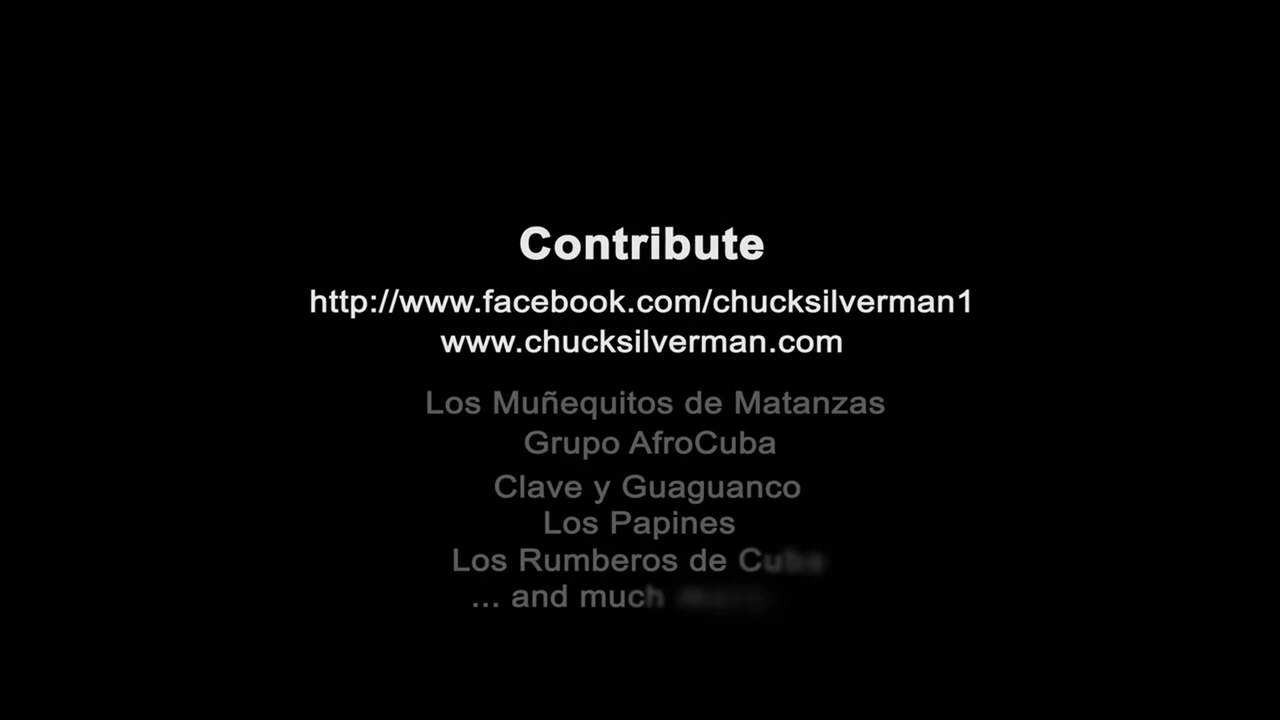 Contribute
http://www.facebook.com/chucksilverman1
www.chucksilverman.com
Los Muñequitos de Matanzas
Grupo AfroCuba
Clave y Guaguanco
Los Papines
Los Rumberos de Cuba
... and much